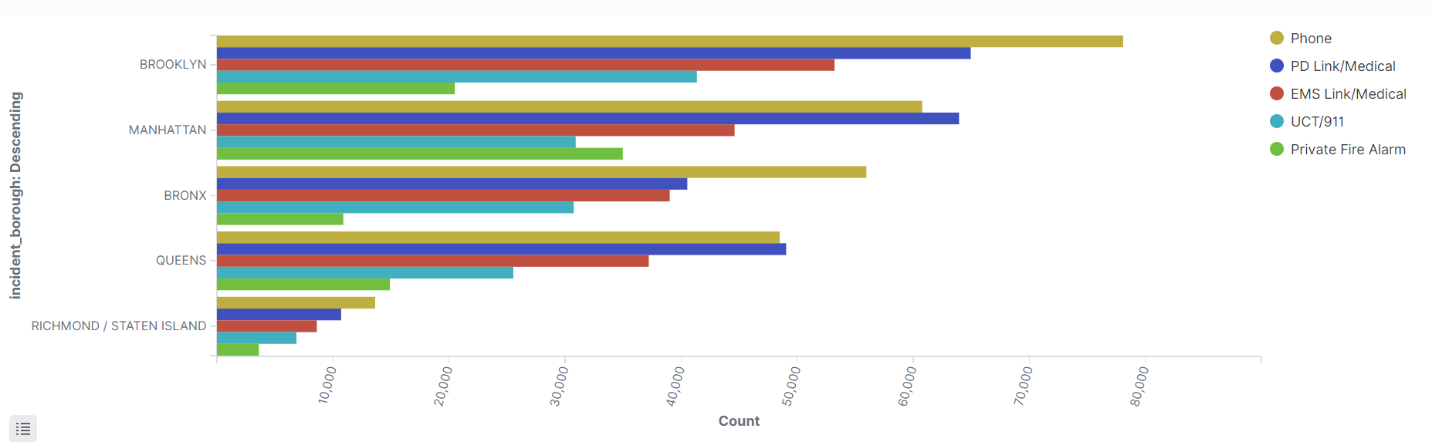 incident_borough: Descending
BROOKLYN
MANHATTAN
BRONX
QUEENS
RICHMOND / STATEN ISLAND
10,000
20,000
30,000
40,000
50,000
60,000
70,000
80,000
Count
Phone
PD Link/Medical
EMS Link/Medical
UCT/911
Private Fire Alarm